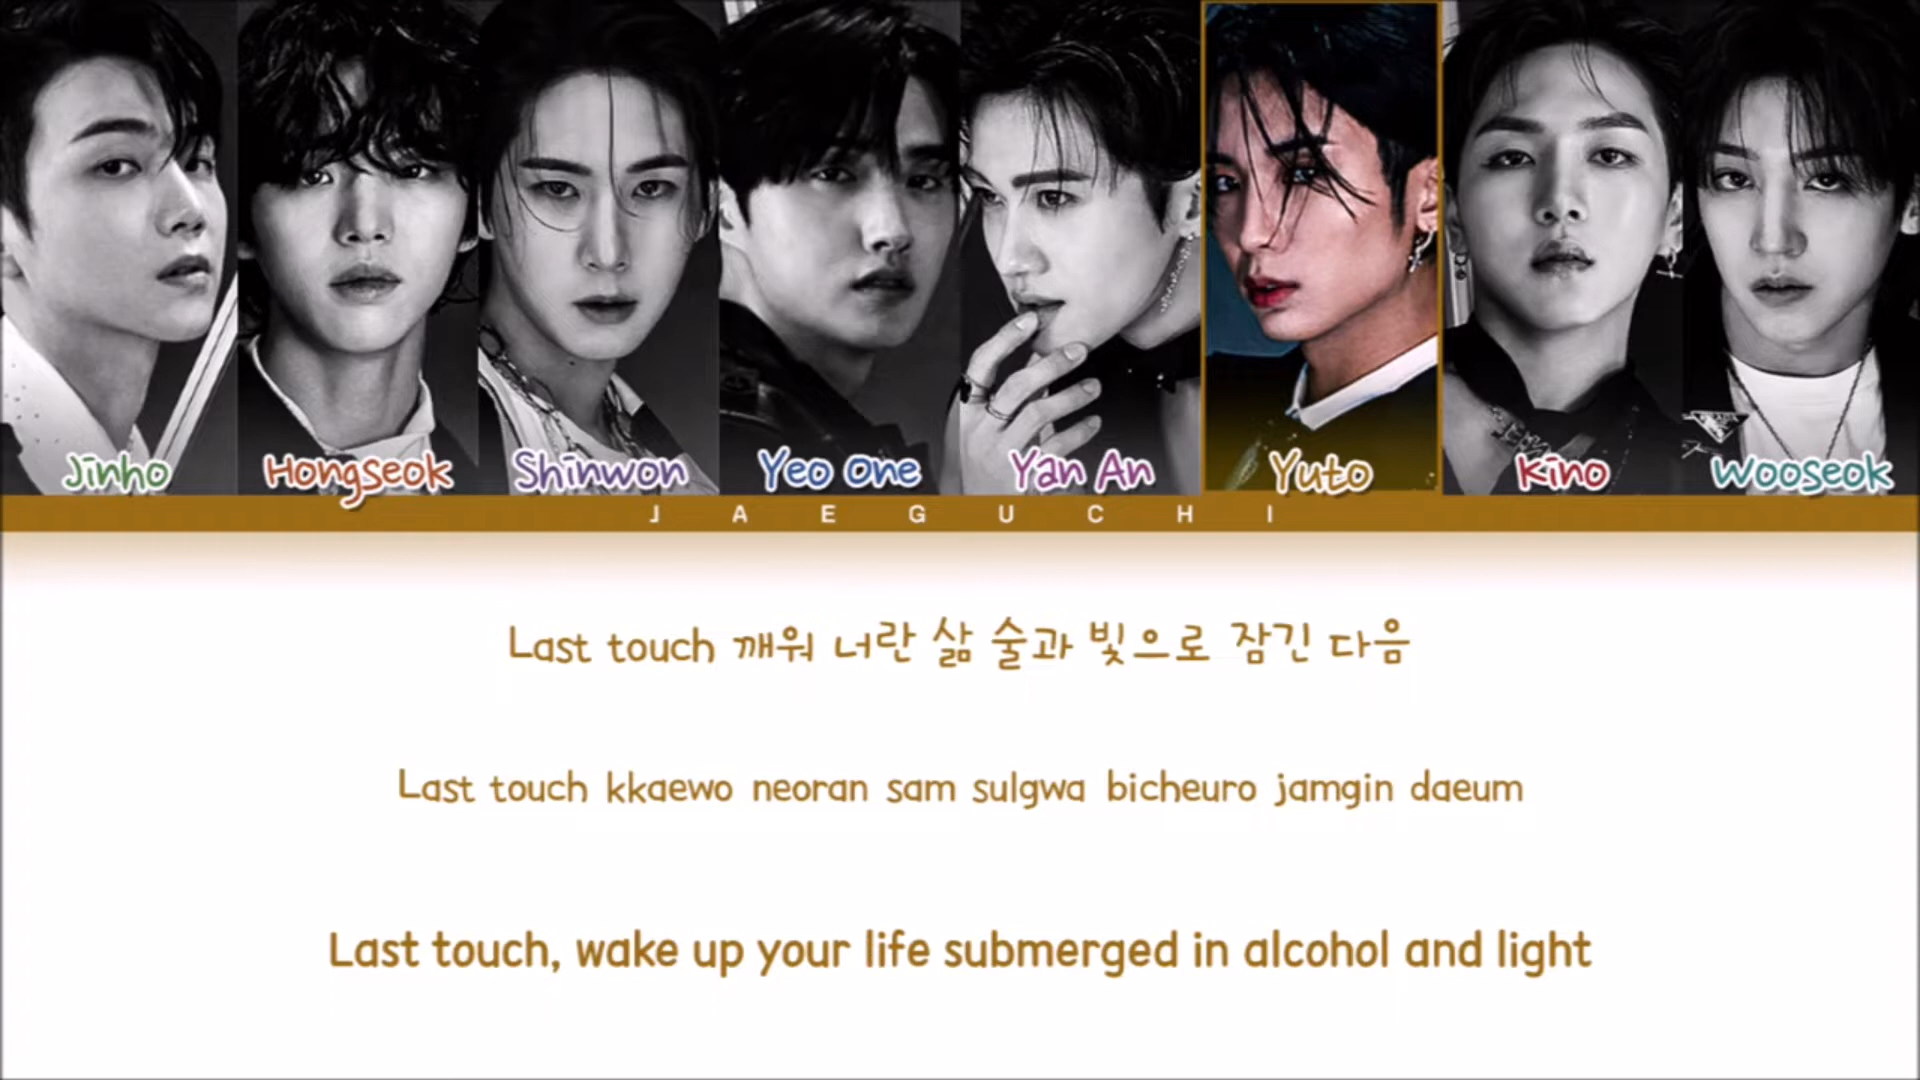 Jinho Hongseok Shinwon Yeo One Yan An Yuto Kino Wooseok
JAEGUCHI
Last touch 깨워 너란 삶 술과 빛으로 잠긴 다음
Last touch kkaewo neoran sam sulgwa bicheuro jamgin daeum
Last touch, wake up your life submerged in alcohol and light